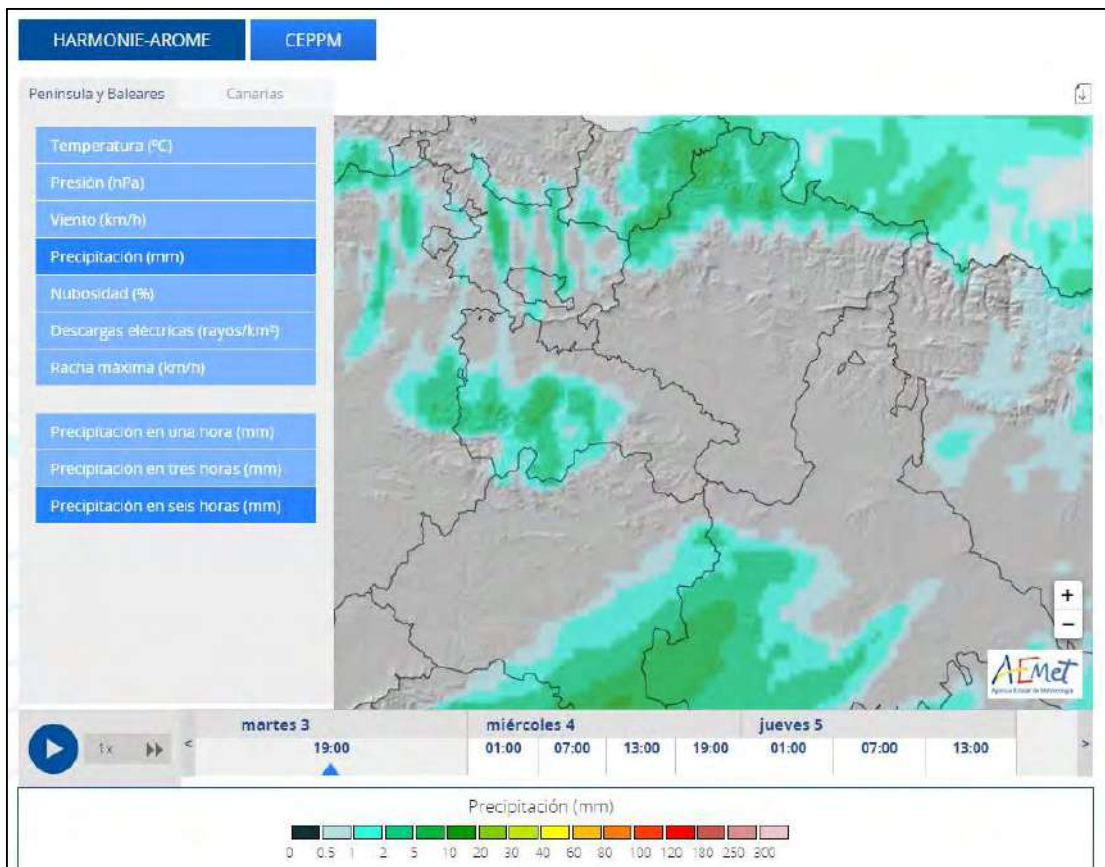 HARMONIE-AROME CEPPM
Península y Baleares Canarias
Temperatura (ºC)
Presión (hPa)
Viento (km/h)
Precipitación (mm)
Nubosidad (%)
Descargas eléctricas (rayos/km²)
Racha máxima (km/h)
Precipitación en una hora (mm)
Precipitación en tres horas (mm)
Precipitación en seis horas (mm)
+
−
AEMet
Agencia Estatal de Meteorología
martes 3 miércoles 4 jueves 5
1x < 19:00 01:00 07:00 13:00 19:00 01:00 07:00 13:00 >
Precipitación (mm)
0 0.5 1 2 5 10 20 30 40 60 80 100 120 180 250 300